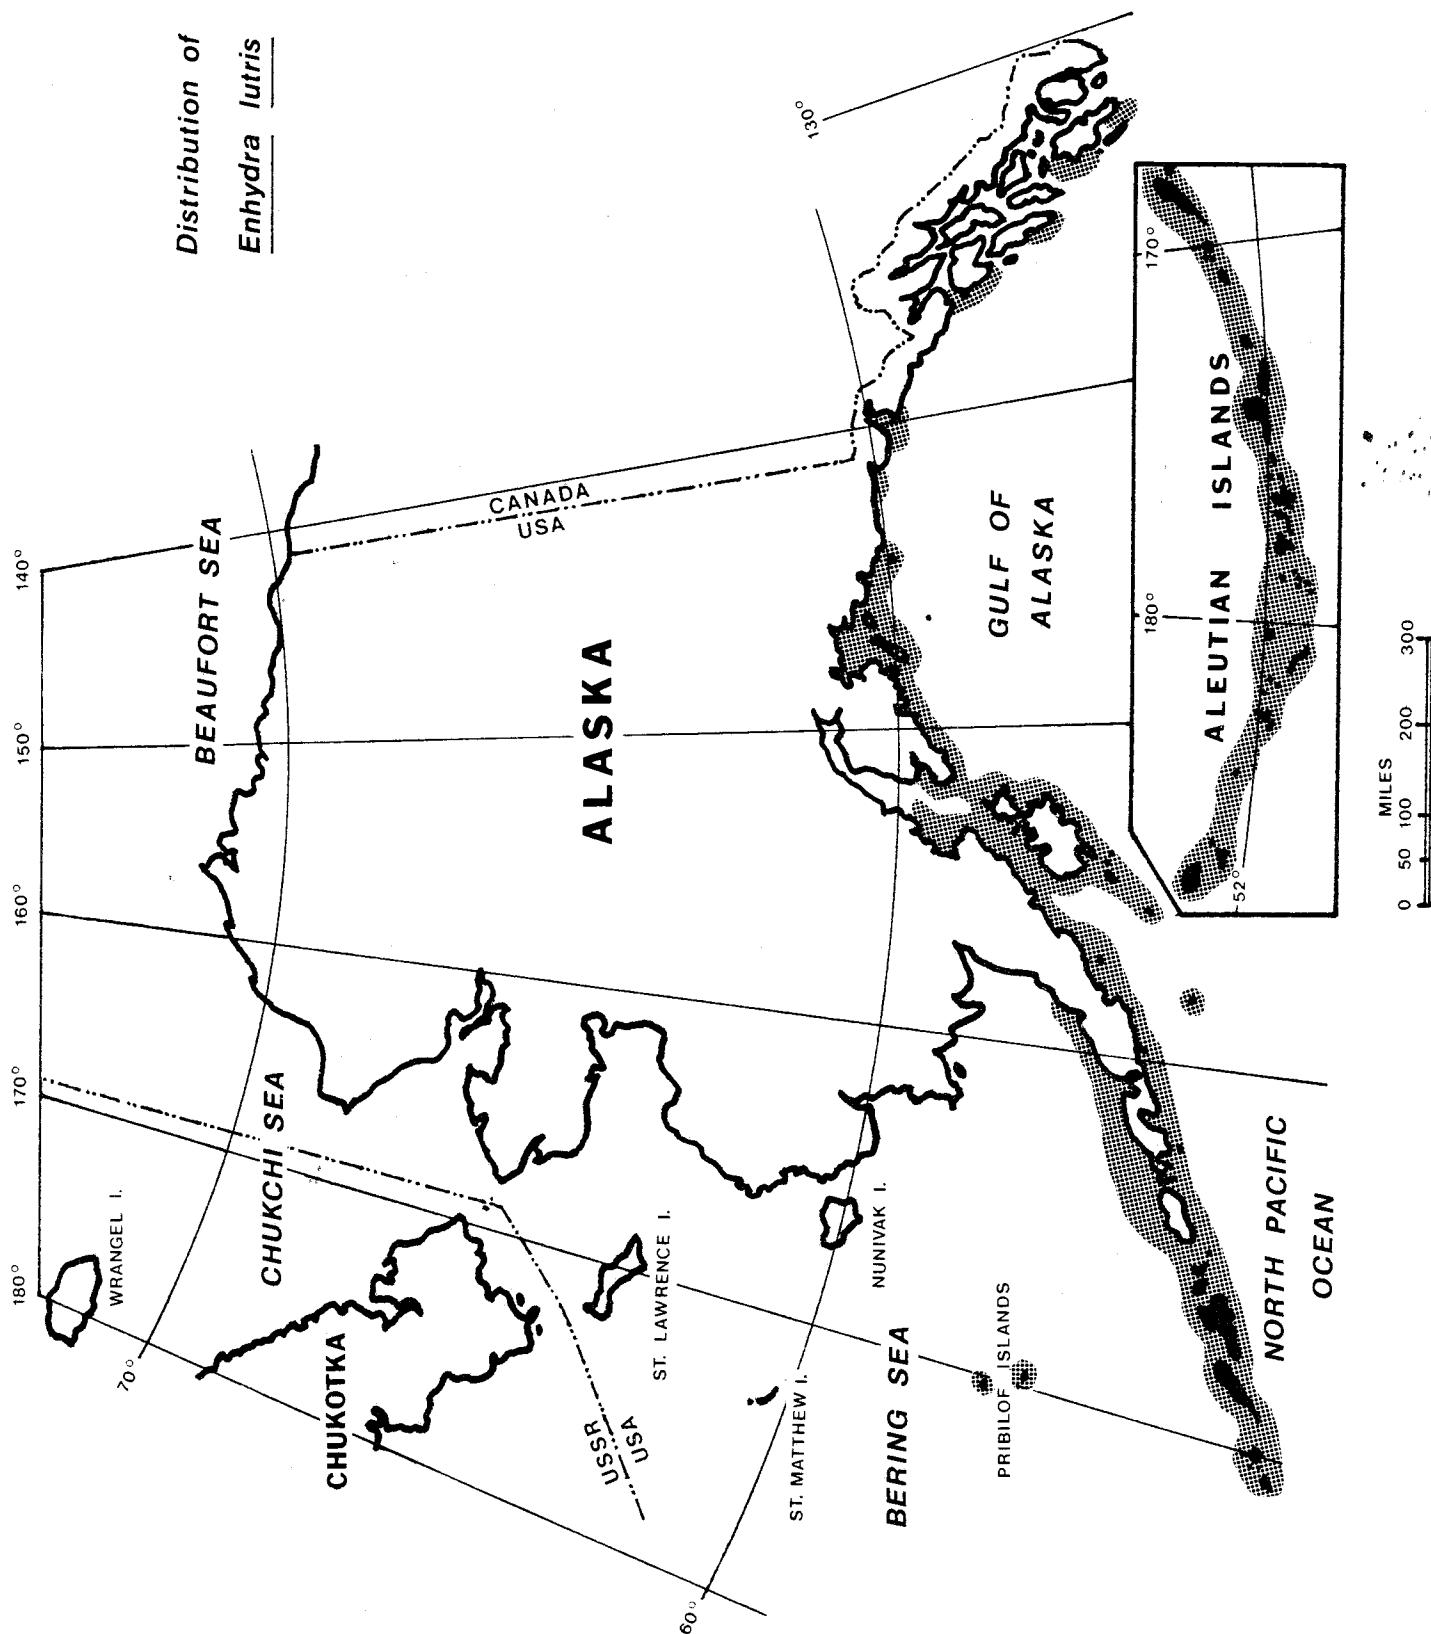 Distribution of
Enhydra lutris
140°
150°
160°
170°
180°
130°
BEAUFORT SEA
CHUKCHI SEA
WRANGEL I.
70°
CHUKOTKA
CANADA
USA
ALASKA
USSR
USA
ST. LAWRENCE I.
NUNIVAK I.
ST. MATTHEW I.
60°
BERING SEA
PRIBILOF ISLANDS
GULF OF
ALASKA
NORTH PACIFIC
OCEAN
170°
180°
52°
ALEUTIAN ISLANDS
MILES
0 50 100 200 300